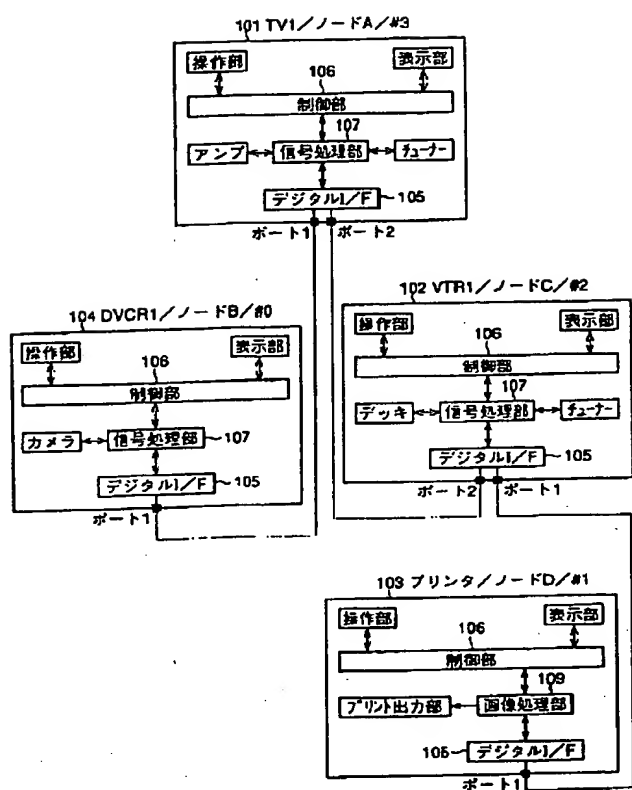 101 TV1/ノードA/#3
操作部 表示部
106
制御部
107
アンプ 信号処理部 チューナー
デジタルI/F 105
ポート1 ポート2
104 DVCR1/ノードB/#0
操作部 表示部
106
制御部
カメラ 信号処理部 107
デジタルI/F 105
ポート1
102 VTR1/ノードC/#2
操作部 表示部
106
制御部
107
デッキ 信号処理部 チューナー
デジタルI/F 105
ポート2 ポート1
103 プリンタ/ノードD/#1
操作部 表示部
106
制御部
109
プリント出力部 画像処理部
105 デジタルI/F
ポート1